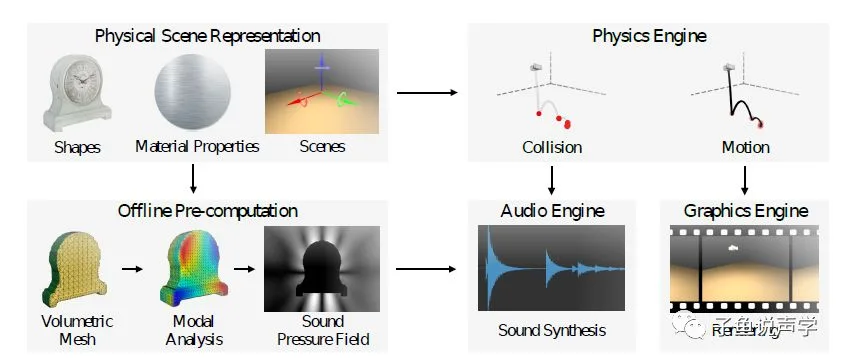 Physical Scene Representation
Physics Engine
Shapes
Material Properties
Scenes
Collision
Motion
Offline Pre-computation
Audio Engine
Graphics Engine
Volumetric
Mesh
Modal
Analysis
Sound
Pressure Field
Sound Synthesis
Rendering
子鱼说声学